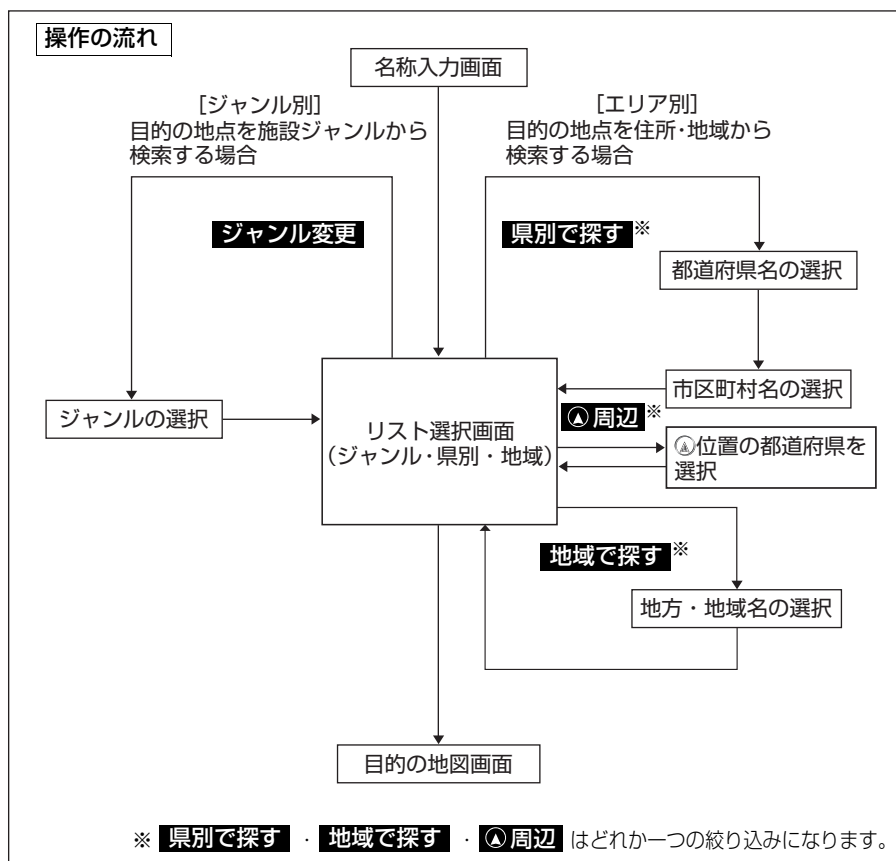 操作の流れ
名称入力画面
[ジャンル別]
目的の地点を施設ジャンルから
検索する場合
[エリア別]
目的の地点を住所・地域から
検索する場合
ジャンル変更
県別で探す※
都道府県名の選択
市区町村名の選択
ジャンルの選択
リスト選択画面
(ジャンル・県別・地域)
周辺※
位置の都道府県を
選択
地域で探す※
地方・地域名の選択
目的の地図画面
※ 県別で探す ・ 地域で探す ・ 周辺 はどれか一つの絞り込みになります。